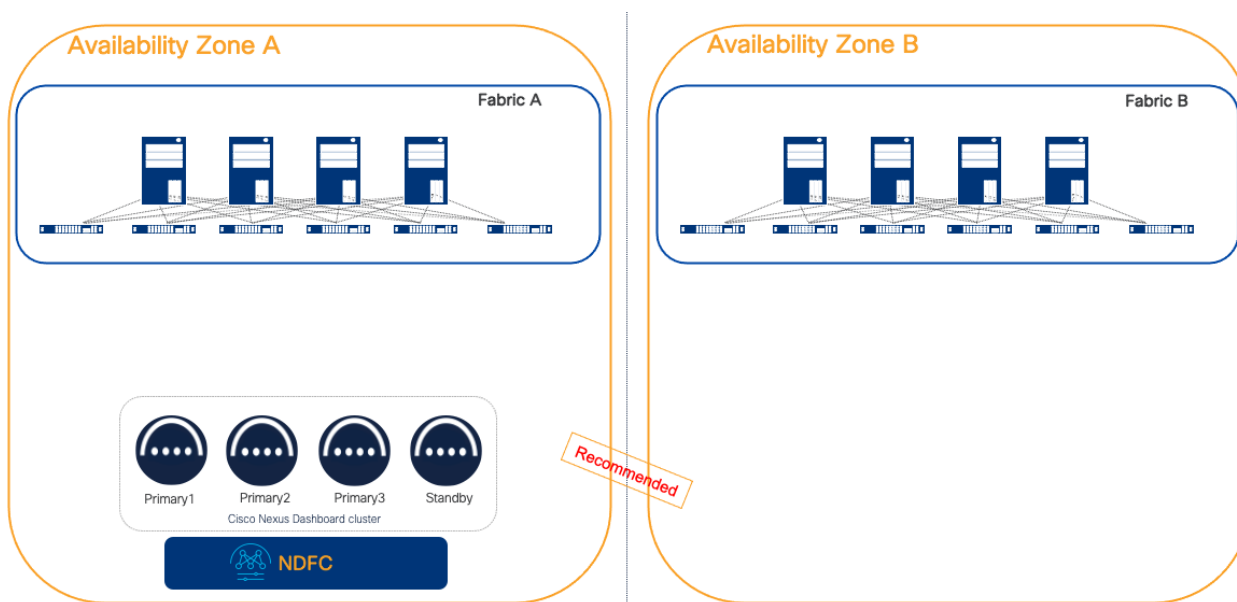 Availability Zone A
Fabric A
Primary1
Primary2
Primary3
Standby
Cisco Nexus Dashboard cluster
NDFC
Recommended
Availability Zone B
Fabric B